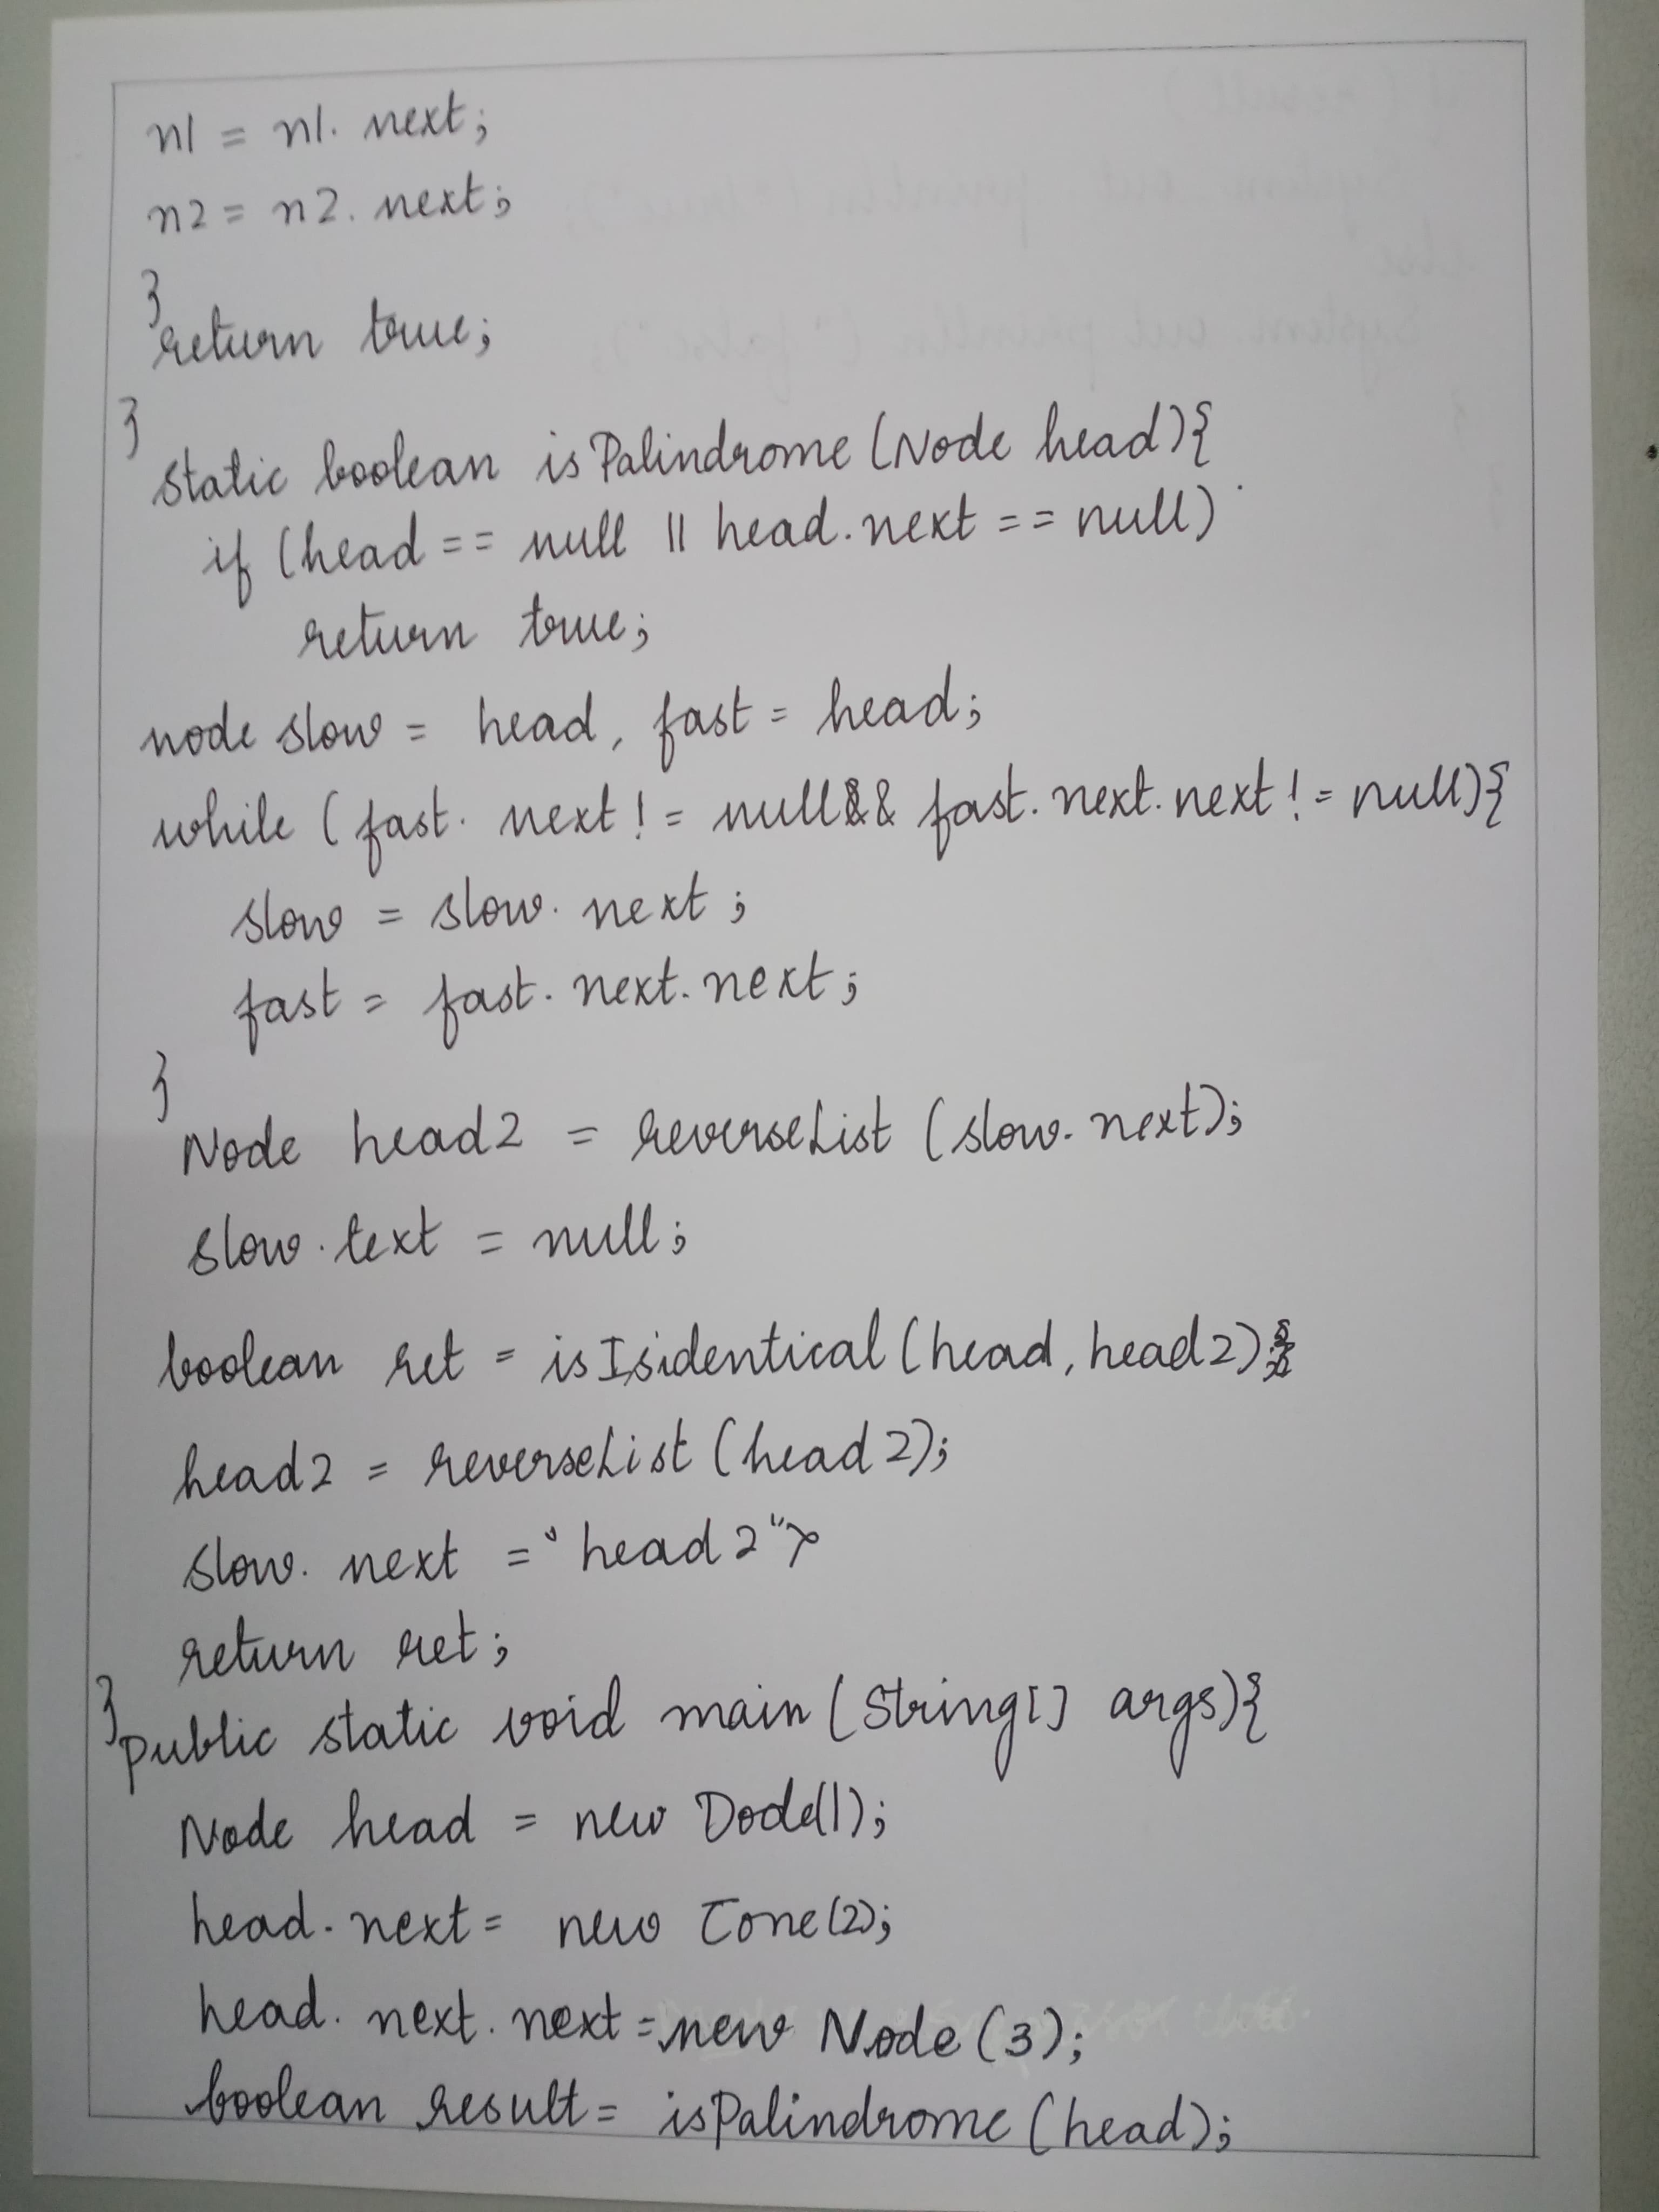 n1 = n1. next;
n2 = n2. next;
}
return true;
}
static boolean isPalindrome (Node head){
if (head == null || head.next == null)
return true;
node slow = head, fast = head;
while ( fast. next != null && fast.next.next != null){
slow = slow. next ;
fast = fast. next.next;
}
Node head2 = reverseList (slow.next);
slow.text = null;
boolean ret = isIsidentical (head, head2);
head2 = reverseList (head2);
slow. next = "head2";
return ret;
}
public static void main (String[] args){
Node head = new Dode(1);
head.next = new Tone(2);
head. next. next = new Node (3);
boolean result = isPalindrome (head);